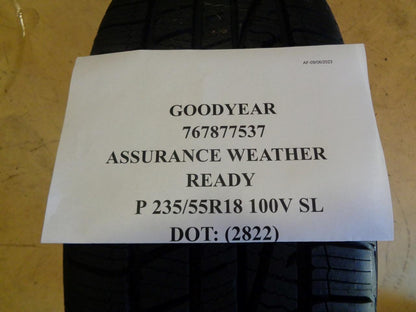 AF-09/06/2023
GOODYEAR
767877537
ASSURANCE WEATHER
READY
P 235/55R18 100V SL
DOT: (2822)